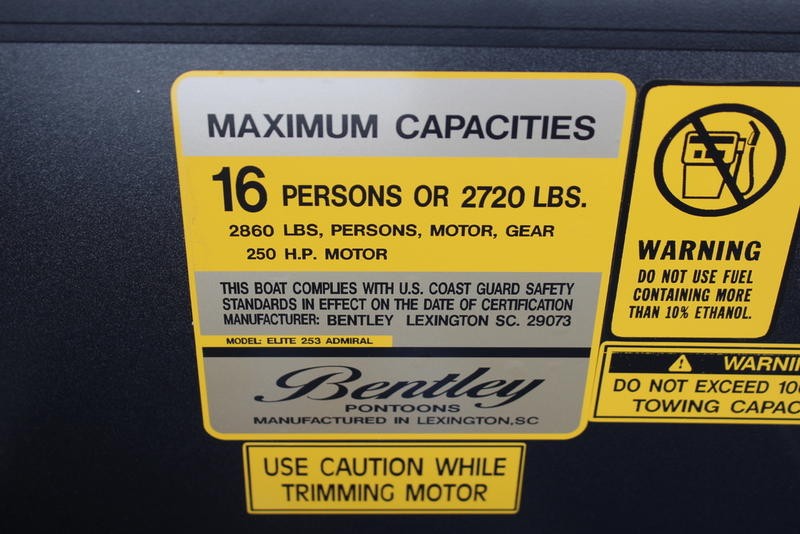 MAXIMUM CAPACITIES
16 PERSONS OR 2720 LBS.
2860 LBS, PERSONS, MOTOR, GEAR
250 H.P. MOTOR
THIS BOAT COMPLIES WITH U.S. COAST GUARD SAFETY
STANDARDS IN EFFECT ON THE DATE OF CERTIFICATION
MANUFACTURER: BENTLEY LEXINGTON SC. 29073
MODEL: ELITE 253 ADMIRAL
Bentley
PONTOONS
MANUFACTURED IN LEXINGTON,SC
USE CAUTION WHILE
TRIMMING MOTOR
WARNING
DO NOT USE FUEL
CONTAINING MORE
THAN 10% ETHANOL.
DO NOT EXCEED
TOWING